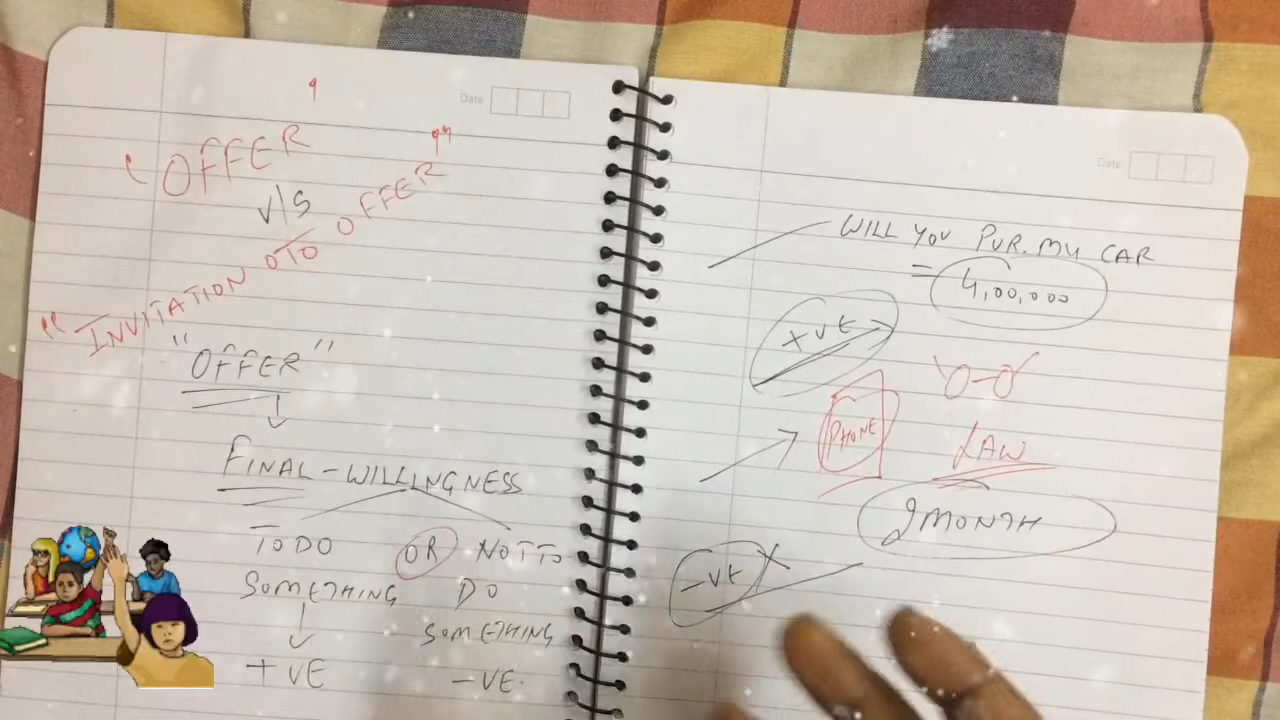 Date
" OFFER
V/S
" INVITATION TO OFFER "
"OFFER"
FINAL-WILLINGNESS
TO DO OR NOT TO
SOMETHING DO
SOMETHING
+VE -VE.
Date
WILL YOU PUR. MY CAR
= 4,00,000
+VE
PHONE LAW
2 MONTH
-VE X